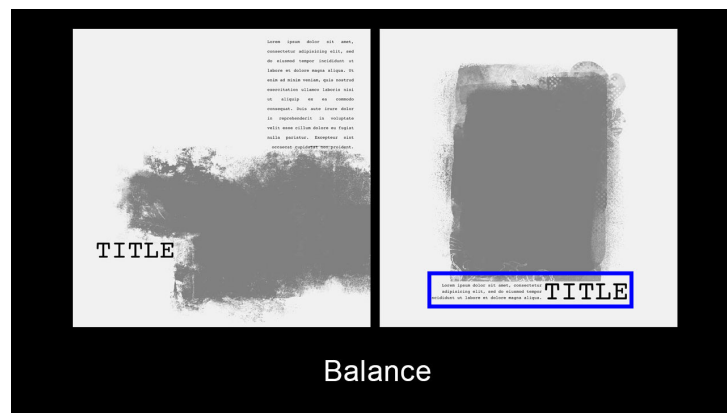 Lorem ipsum dolor sit amet,
consectetur adipisicing elit, sed
do eiusmod tempor incididunt ut
labore et dolore magna aliqua. Ut
enim ad minim veniam, quis nostrud
exercitation ullamco laboris nisi
ut aliquip ex ea commodo
consequat. Duis aute irure dolor
in reprehenderit in voluptate
velit esse cillum dolore eu fugiat
nulla pariatur. Excepteur sint
occaecat cupidatat non proident.
TITLE
Lorem ipsum dolor sit amet, consectetur
adipisicing elit, sed do eiusmod tempor
incididunt ut labore et dolore magna aliqua.
TITLE
Balance